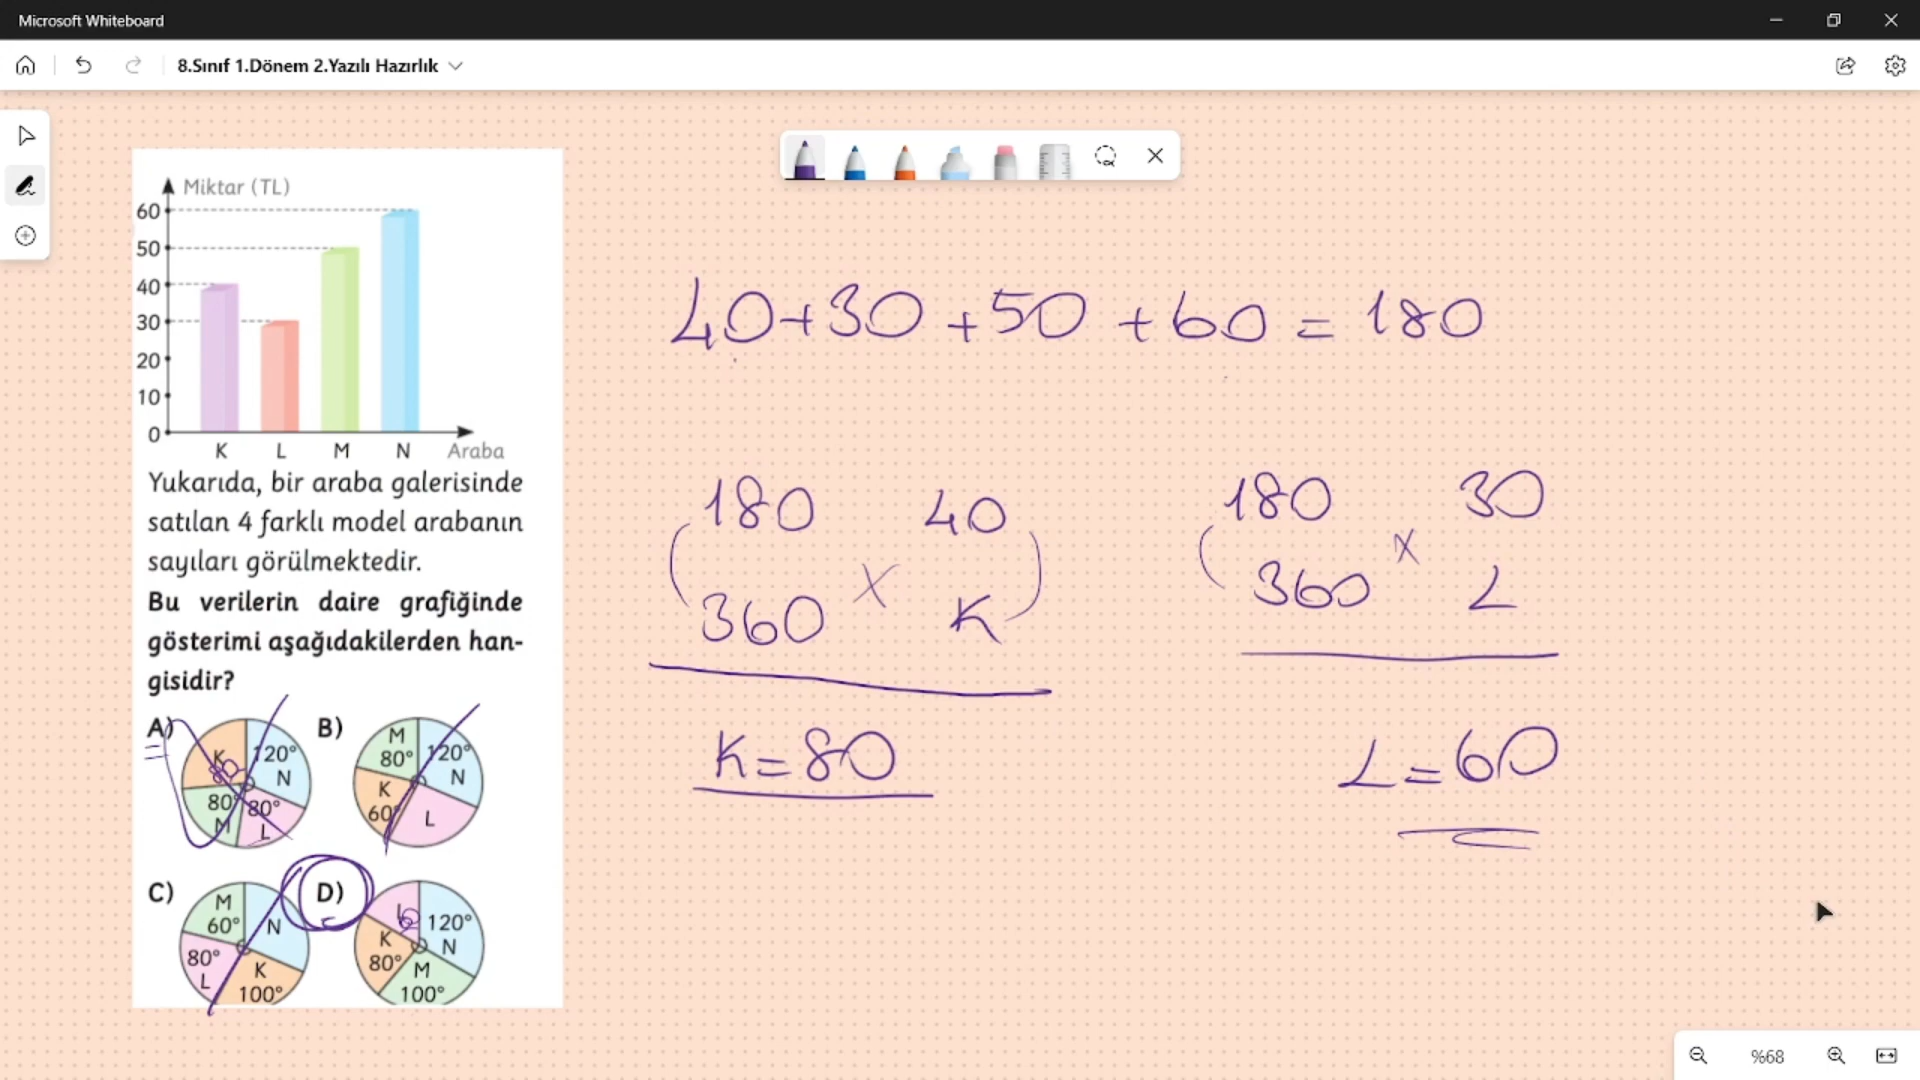 Microsoft Whiteboard
8.Sınıf 1.Dönem 2.Yazılı Hazırlık
Miktar (TL)
60
50
40
30
20
10
0
K L M N Araba
Yukarıda, bir araba galerisinde
satılan 4 farklı model arabanın
sayıları görülmektedir.
Bu verilerin daire grafiğinde
gösterimi aşağıdakilerden han-
gisidir?
A)
K
80
120°
N
80°
M
80°
L
B)
M
80°
120°
N
K
60°
L
C)
M
60°
N
80°
L
K
100°
D)
L
60
120°
N
K
80°
M
100°
40+30+50+60=180
180 40
360 X K
K=80
180 30
360 X L
L=60
%68